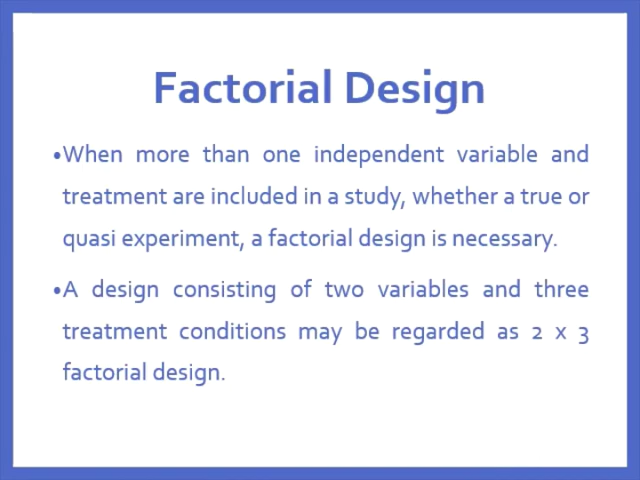 Factorial Design
•When more than one independent variable and
treatment are included in a study, whether a true or
quasi experiment, a factorial design is necessary.
•A design consisting of two variables and three
treatment conditions may be regarded as 2 x 3
factorial design.